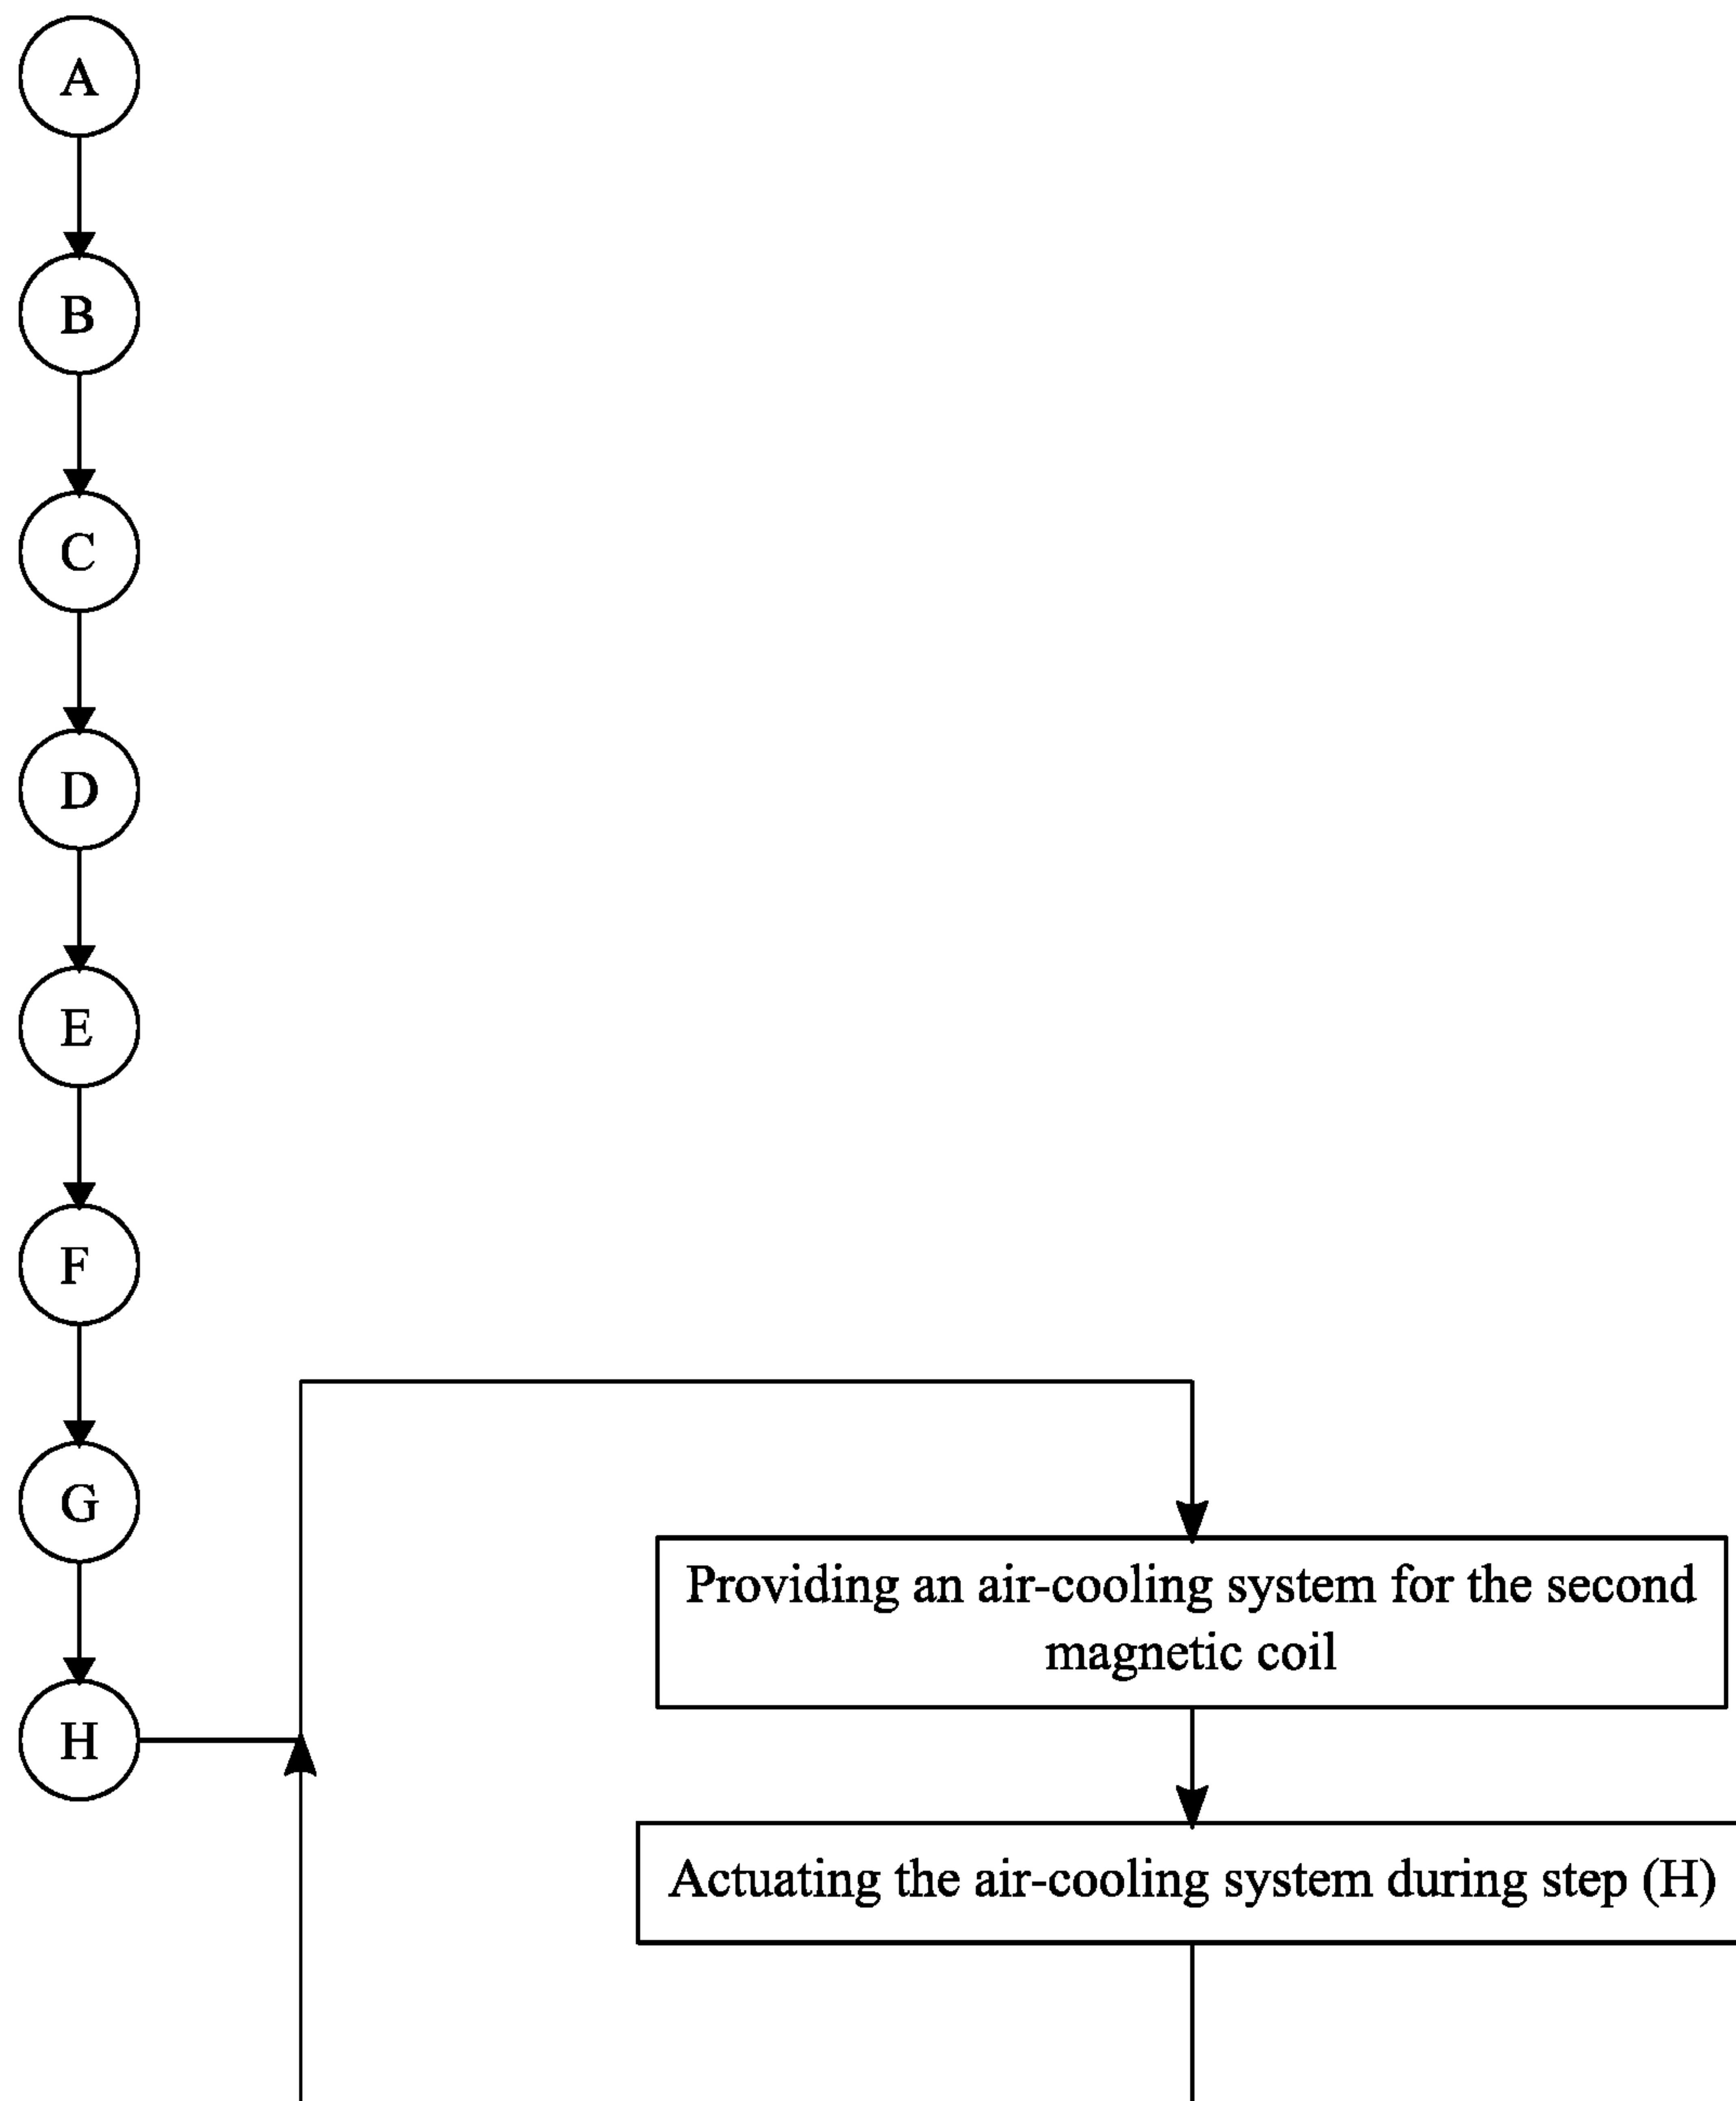 A
B
C
D
E
F
G
H
Providing an air-cooling system for the second
magnetic coil
Actuating the air-cooling system during step (H)